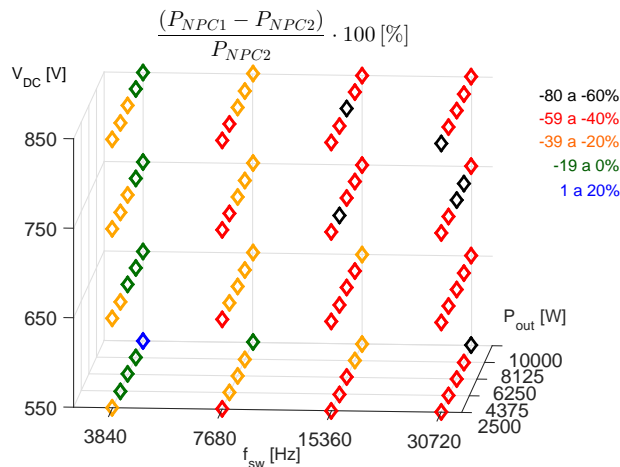 (P_NPC1 − P_NPC2)
P_NPC2
· 100 [%]
V_DC [V]
-80 a -60%
-59 a -40%
-39 a -20%
-19 a 0%
1 a 20%
850
750
650
550
P_out [W]
10000
8125
6250
4375
2500
3840
7680
15360
30720
f_sw [Hz]